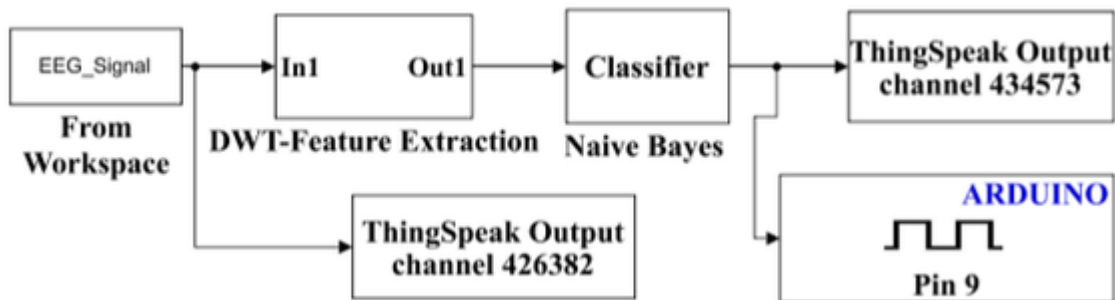 EEG_Signal
From
Workspace
In1 Out1
DWT-Feature Extraction
Classifier
Naive Bayes
ThingSpeak Output
channel 434573
ThingSpeak Output
channel 426382
ARDUINO
Pin 9